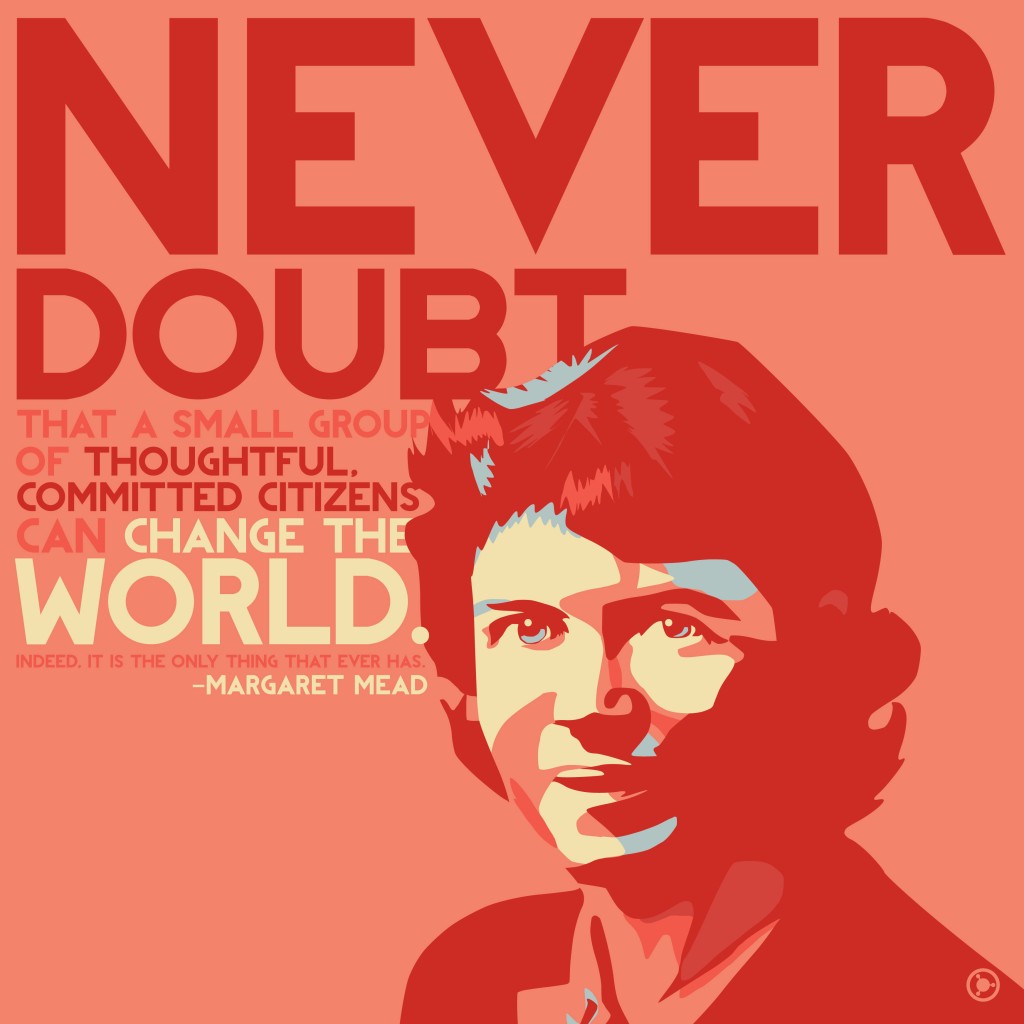 NEVER
DOUBT
THAT A SMALL GROUP
OF THOUGHTFUL,
COMMITTED CITIZENS
CAN CHANGE THE
WORLD.
INDEED. IT IS THE ONLY THING THAT EVER HAS.
–MARGARET MEAD